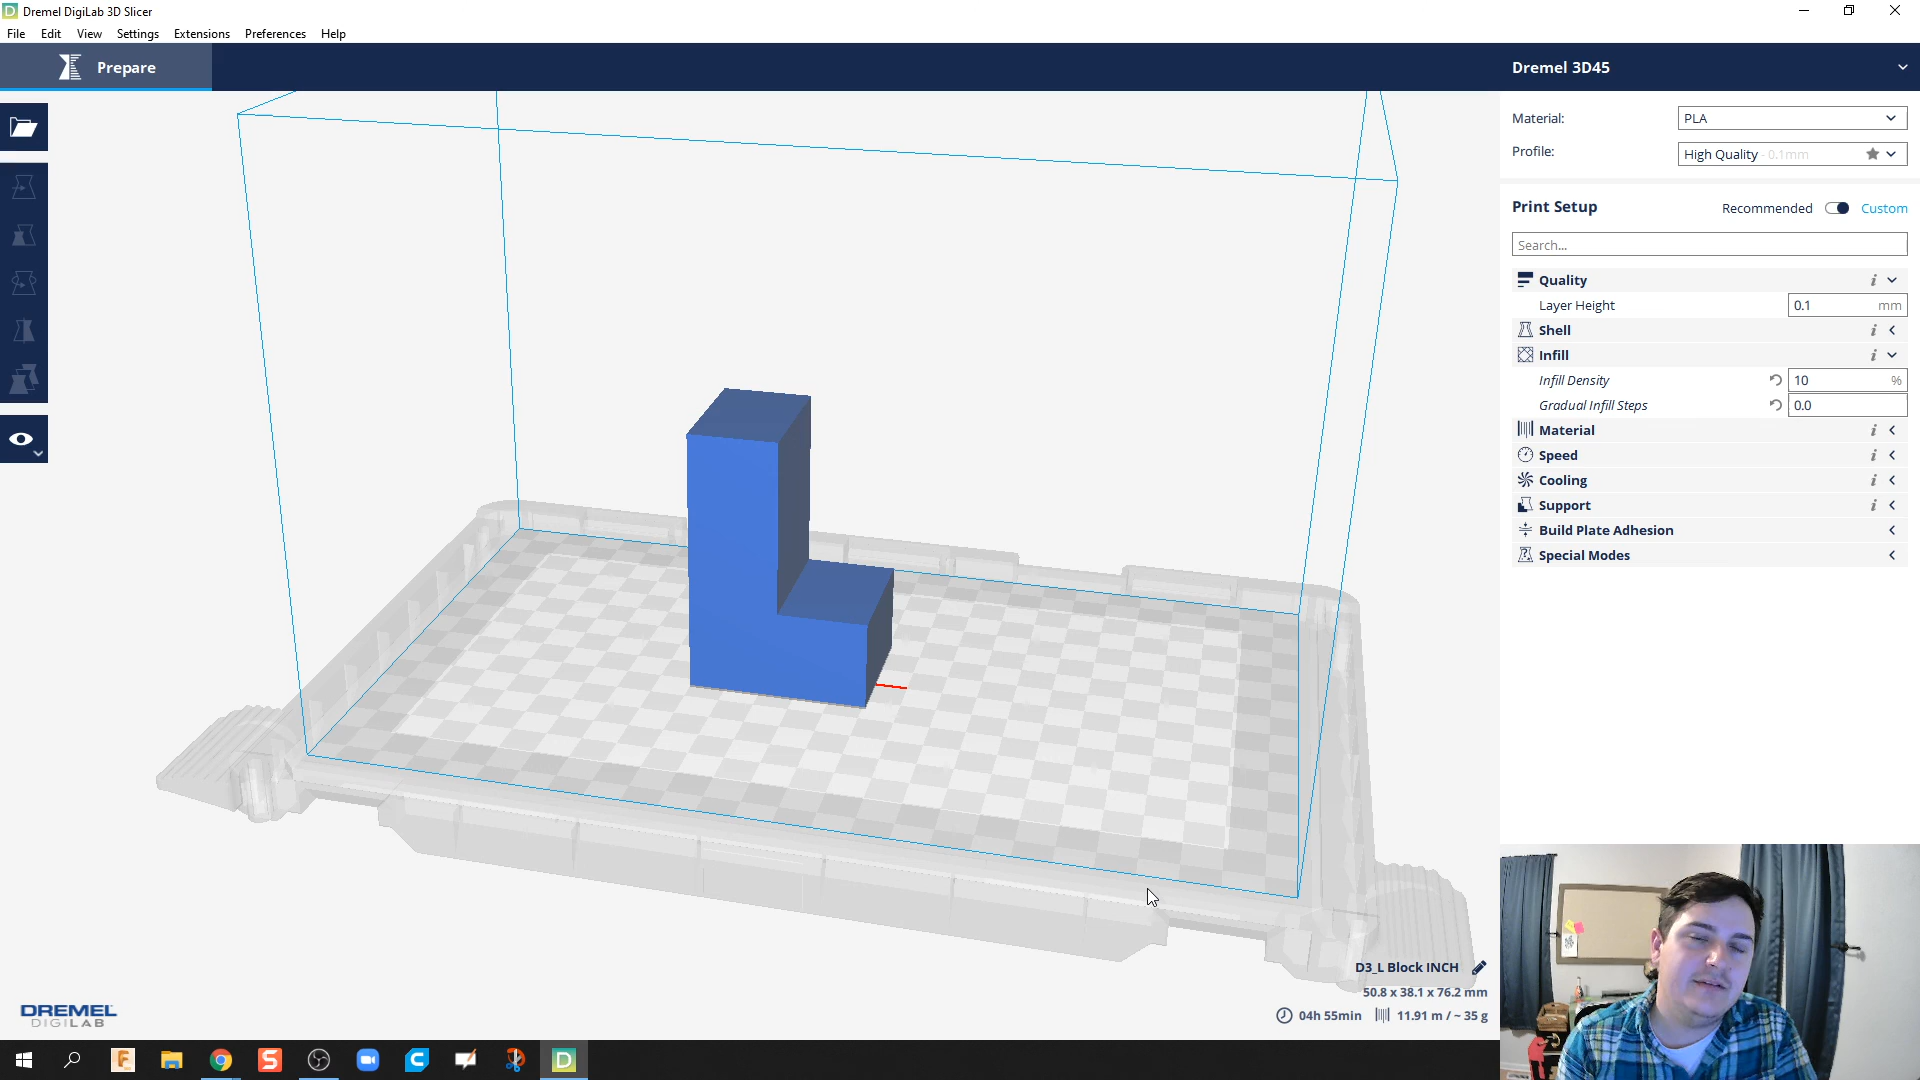 Dremel DigiLab 3D Slicer
File Edit View Settings Extensions Preferences Help
Prepare
Dremel 3D45
Material: PLA
Profile: High Quality - 0.1mm
Print Setup Recommended Custom
Search...
Quality
Layer Height 0.1 mm
Shell
Infill
Infill Density 10 %
Gradual Infill Steps 0.0
Material
Speed
Cooling
Support
Build Plate Adhesion
Special Modes
D3_L Block INCH
50.8 x 38.1 x 76.2 mm
04h 55min 11.91 m / ~ 35 g
DREMEL
DIGILAB